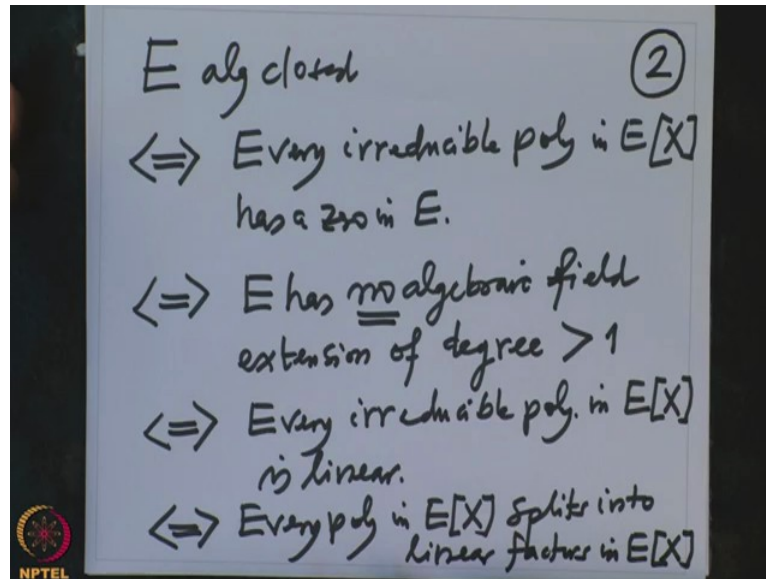 E alg closed
2
<=> Every irreducible poly in E[X]
has a zero in E.
<=> E has no algebraic field
extension of degree > 1
<=> Every irreducible poly. in E[X]
is linear.
<=> Every poly in E[X] splits into
linear factors in E[X]
NPTEL